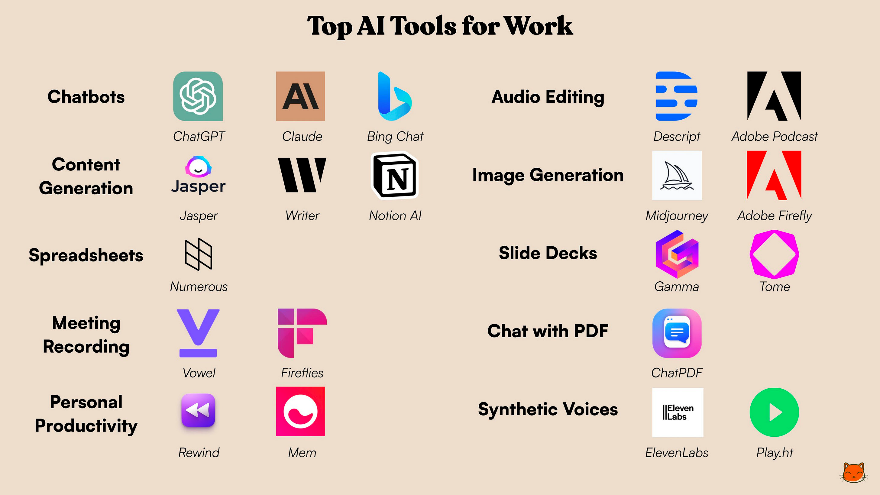 Top AI Tools for Work
Chatbots
ChatGPT
Claude
Bing Chat
Content
Generation
Jasper
Jasper
Writer
N
Notion AI
Spreadsheets
Numerous
Meeting
Recording
Vowel
Fireflies
Personal
Productivity
Rewind
Mem
Audio Editing
Descript
Adobe Podcast
Image Generation
Midjourney
Adobe Firefly
Slide Decks
Gamma
Tome
Chat with PDF
ChatPDF
Synthetic Voices
||Eleven
Labs
ElevenLabs
Play.ht